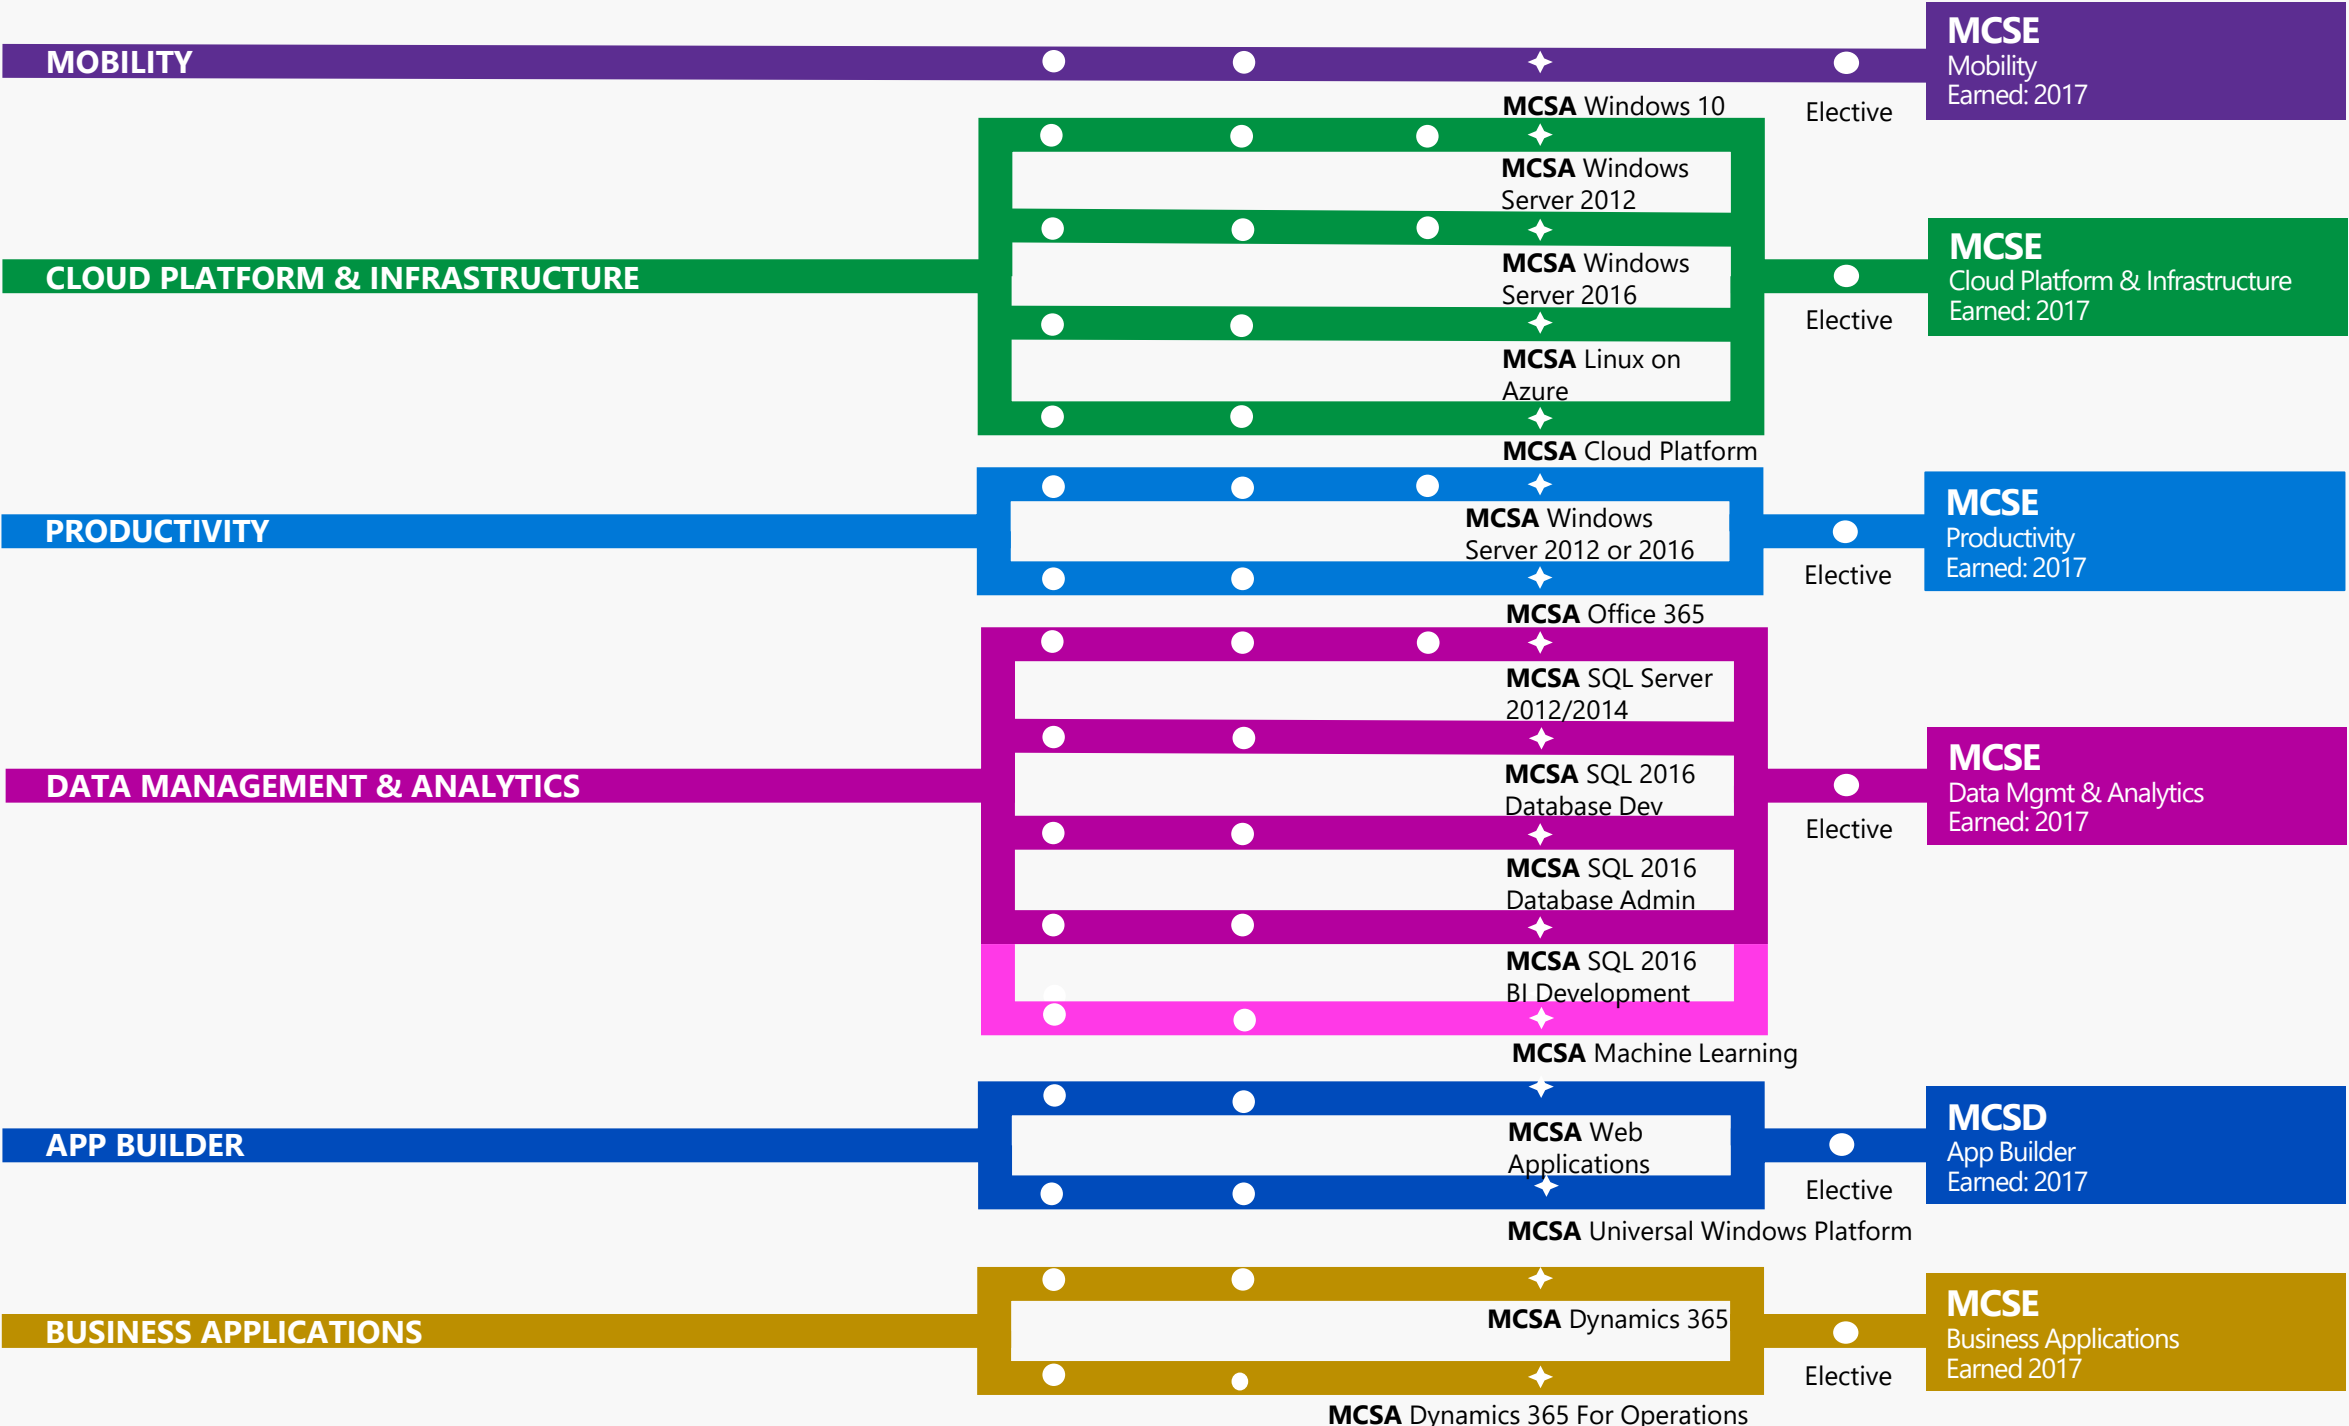 MOBILITY
MCSA Windows 10
Elective
MCSE
Mobility
Earned: 2017
CLOUD PLATFORM & INFRASTRUCTURE
MCSA Windows
Server 2012
MCSA Windows
Server 2016
MCSA Linux on
Azure
MCSA Cloud Platform
Elective
MCSE
Cloud Platform & Infrastructure
Earned: 2017
PRODUCTIVITY
MCSA Windows
Server 2012 or 2016
MCSA Office 365
Elective
MCSE
Productivity
Earned: 2017
DATA MANAGEMENT & ANALYTICS
MCSA SQL Server
2012/2014
MCSA SQL 2016
Database Dev
MCSA SQL 2016
Database Admin
MCSA SQL 2016
BI Development
MCSA Machine Learning
Elective
MCSE
Data Mgmt & Analytics
Earned: 2017
APP BUILDER
MCSA Web
Applications
MCSA Universal Windows Platform
Elective
MCSD
App Builder
Earned: 2017
BUSINESS APPLICATIONS
MCSA Dynamics 365
MCSA Dynamics 365 For Operations
Elective
MCSE
Business Applications
Earned 2017